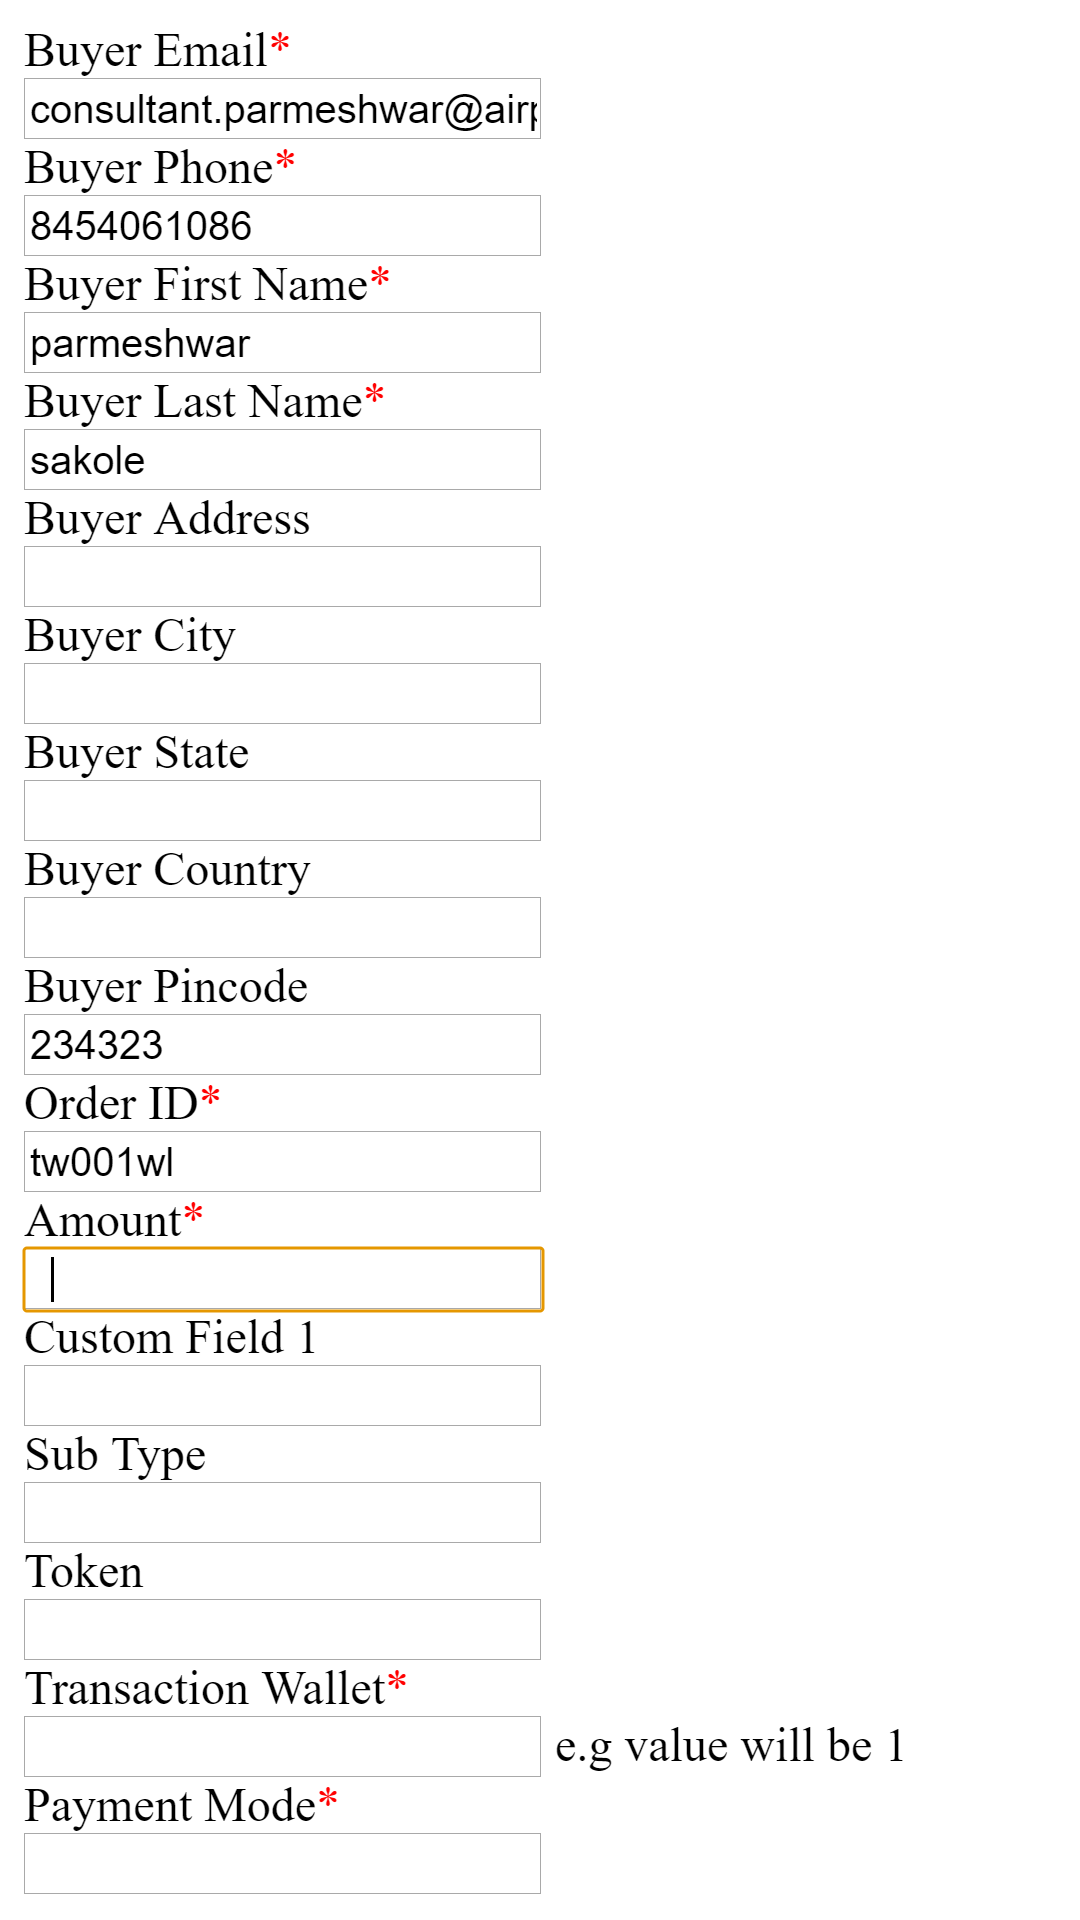 Buyer Email*
consultant.parmeshwar@air
Buyer Phone*
8454061086
Buyer First Name*
parmeshwar
Buyer Last Name*
sakole
Buyer Address
Buyer City
Buyer State
Buyer Country
Buyer Pincode
234323
Order ID*
tw001wl
Amount*
Custom Field 1
Sub Type
Token
Transaction Wallet*
e.g value will be 1
Payment Mode*